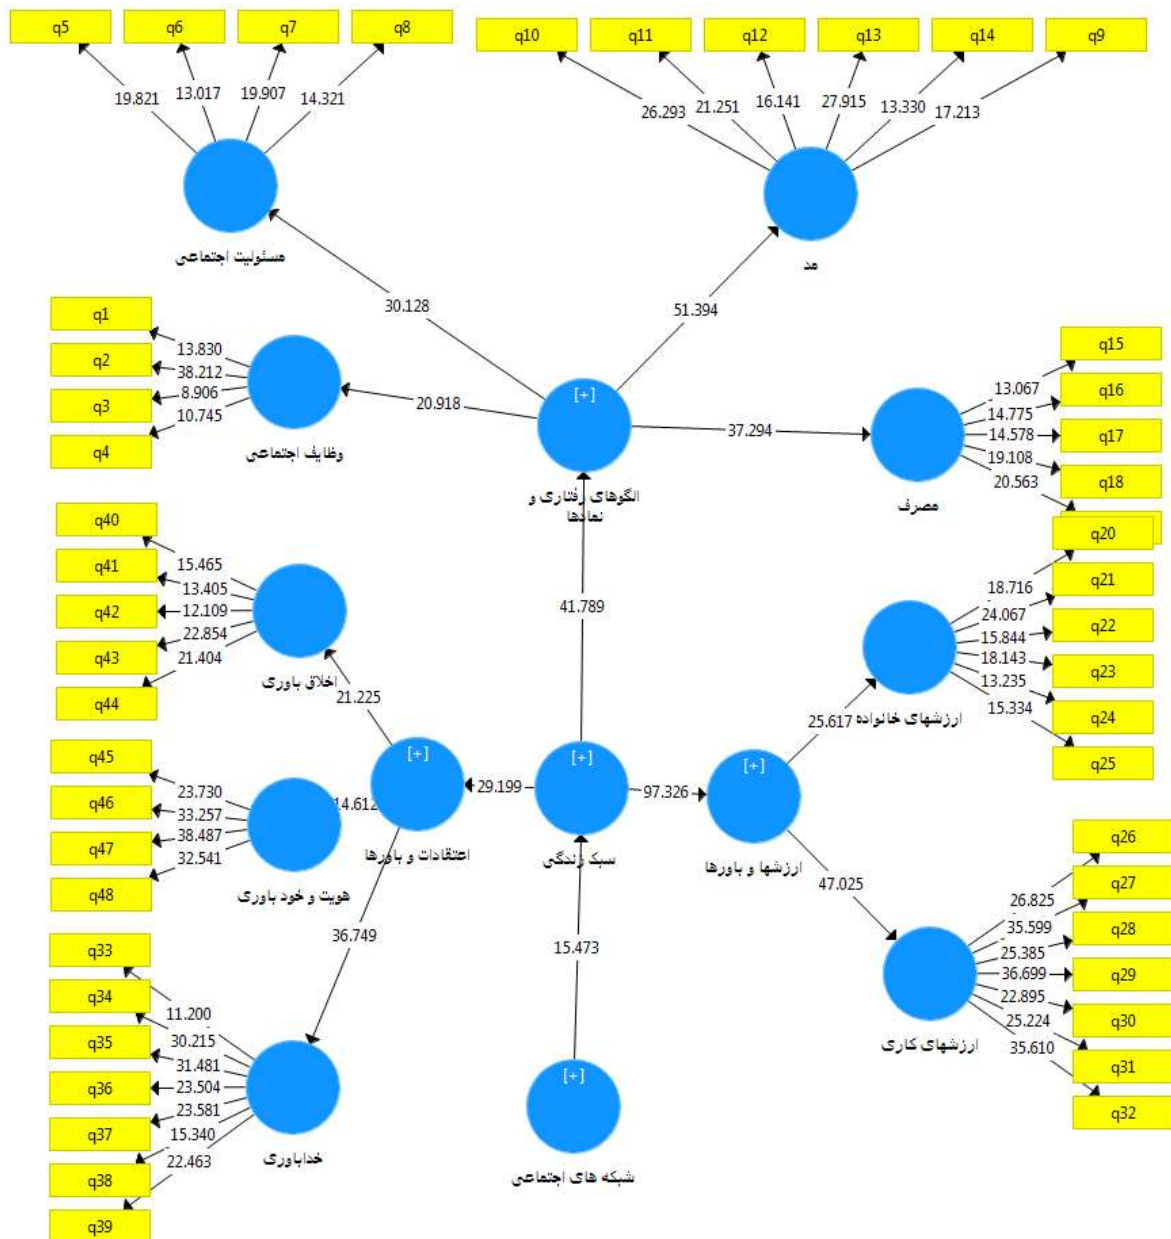 q5 q6 q7 q8
q10 q11 q12 q13 q14 q9
19.821 13.017 19.907 14.321
26.293 21.251 16.141 27.915 13.330 17.213
مسئولیت اجتماعی
مد
30.128
51.394
q1
q2
q3
q4
13.830
38.212
8.906
10.745
وظایف اجتماعی
20.918
[+]
الگوهای رفتاری و
نمادها
37.294
مصرف
13.067
14.775
14.578
19.108
20.563
q15
q16
q17
q18
q40
q41
q42
q43
q44
15.465
13.405
12.109
22.854
21.404
اخلاق باوری
21.225
41.789
q20
q21
q22
q23
q24
q25
18.716
24.067
15.844
18.143
13.235
15.334
ارزشهای خانواده
25.617
q45
q46
q47
q48
23.730
33.257
38.487
32.541
هویت و خود باوری
14.612
[+]
اعتقادات و باورها
29.199
[+]
سبک زندگی
97.326
[+]
ارزشها و باورها
47.025
q26
q27
q28
q29
q30
q31
q32
26.825
35.599
25.385
36.699
22.895
25.224
35.610
ارزشهای کاری
36.749
15.473
q33
q34
q35
q36
q37
q38
q39
11.200
30.215
31.481
23.504
23.581
15.340
22.463
خداباوری
[+]
شبکه های اجتماعی